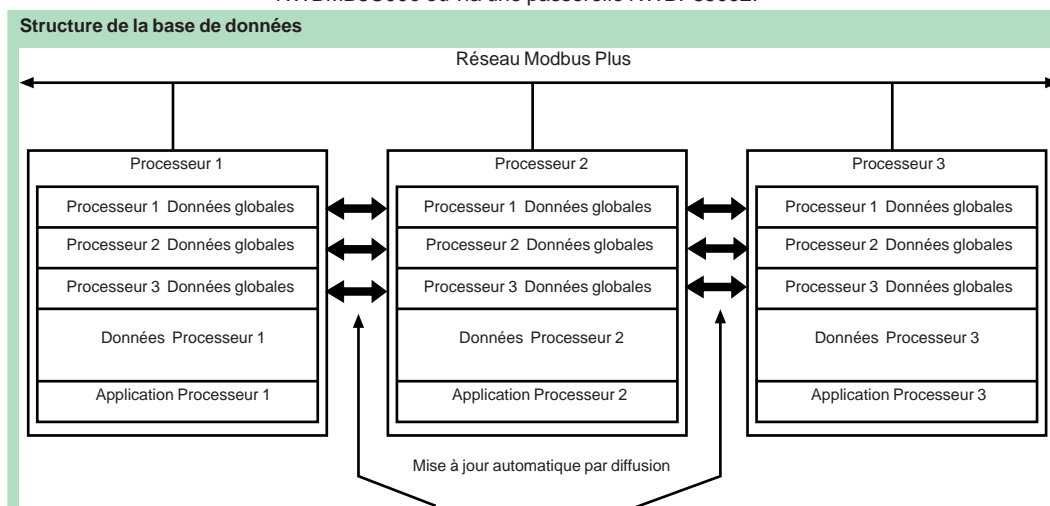 Structure de la base de données
Réseau Modbus Plus
Processeur 1 Processeur 2 Processeur 3
Processeur 1 Données globales Processeur 1 Données globales Processeur 1 Données globales
Processeur 2 Données globales Processeur 2 Données globales Processeur 2 Données globales
Processeur 3 Données globales Processeur 3 Données globales Processeur 3 Données globales
Données Processeur 1 Données Processeur 2 Données Processeur 3
Application Processeur 1 Application Processeur 2 Application Processeur 3
Mise à jour automatique par diffusion